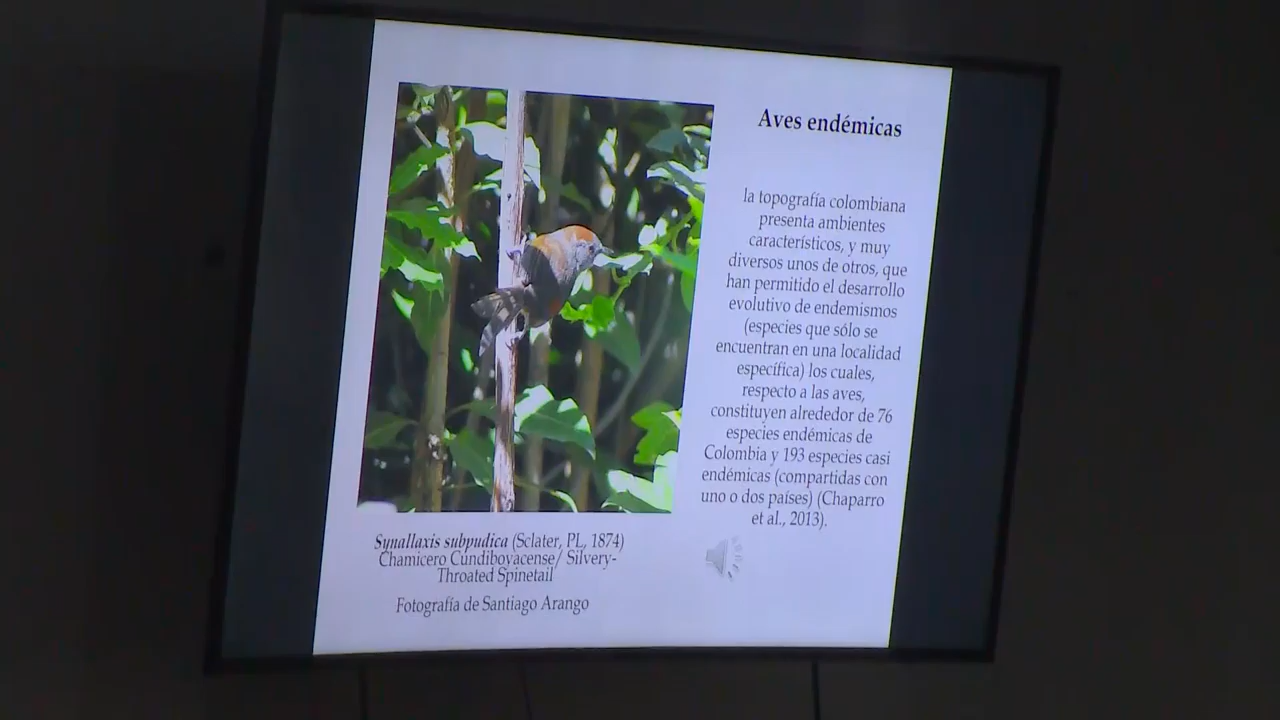 Aves endémicas
la topografía colombiana
presenta ambientes
característicos, y muy
diversos unos de otros, que
han permitido el desarrollo
evolutivo de endemismos
(especies que sólo se
encuentran en una localidad
específica) los cuales,
respecto a las aves,
constituyen alrededor de 76
especies endémicas de
Colombia y 193 especies casi
endémicas (compartidas con
uno o dos países) (Chaparro
et al., 2013).
Synallaxis subpudica (Sclater, PL, 1874)
Chamicero Cundiboyacense/ Silvery-
Throated Spinetail
Fotografía de Santiago Arango